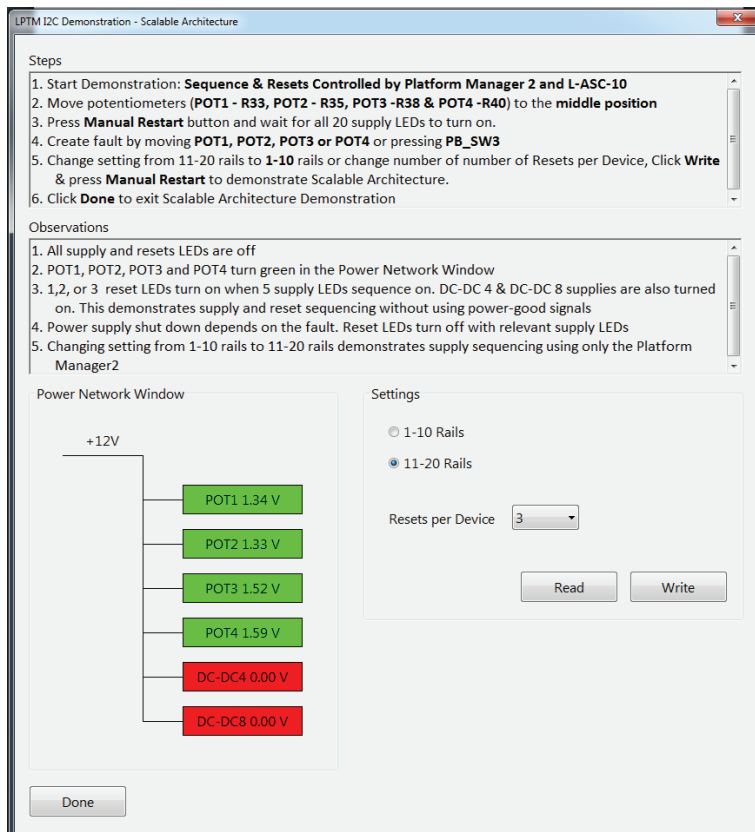 LPTM I2C Demonstration - Scalable Architecture
Steps
1. Start Demonstration: Sequence & Resets Controlled by Platform Manager 2 and L-ASC-10
2. Move potentiometers (POT1 - R33, POT2 - R35, POT3 -R38 & POT4 -R40) to the middle position
3. Press Manual Restart button and wait for all 20 supply LEDs to turn on.
4. Create fault by moving POT1, POT2, POT3 or POT4 or pressing PB_SW3
5. Change setting from 11-20 rails to 1-10 rails or change number of number of Resets per Device, Click Write
& press Manual Restart to demonstrate Scalable Architecture.
6. Click Done to exit Scalable Architecture Demonstration
Observations
1. All supply and resets LEDs are off
2. POT1, POT2, POT3 and POT4 turn green in the Power Network Window
3. 1,2, or 3 reset LEDs turn on when 5 supply LEDs sequence on. DC-DC 4 & DC-DC 8 supplies are also turned
on. This demonstrates supply and reset sequencing without using power-good signals
4. Power supply shut down depends on the fault. Reset LEDs turn off with relevant supply LEDs
5. Changing setting from 1-10 rails to 11-20 rails demonstrates supply sequencing using only the Platform
Manager2
Power Network Window
+12V
POT1 1.34 V
POT2 1.33 V
POT3 1.52 V
POT4 1.59 V
DC-DC4 0.00 V
DC-DC8 0.00 V
Settings
1-10 Rails
11-20 Rails
Resets per Device 3
Read Write
Done